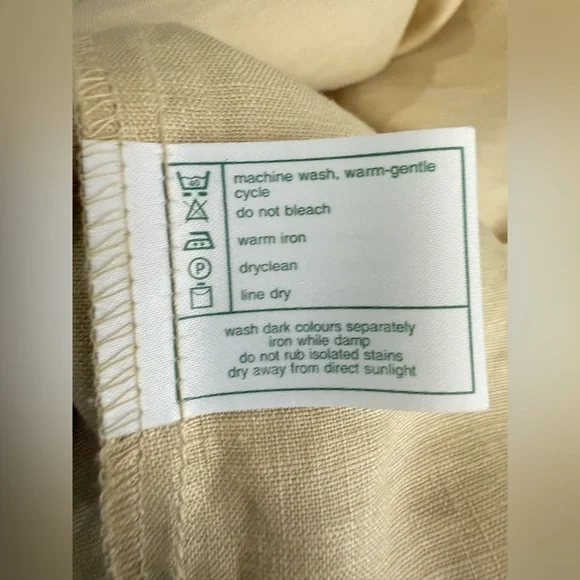 40
machine wash, warm-gentle
cycle
do not bleach
warm iron
P
dryclean
line dry
wash dark colours separately
iron while damp
do not rub isolated stains
dry away from direct sunlight